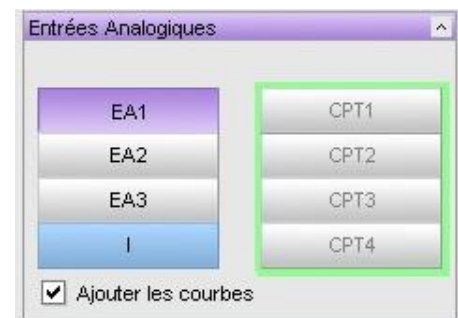 Entrées Analogiques
EA1
EA2
EA3
I
CPT1
CPT2
CPT3
CPT4
Ajouter les courbes